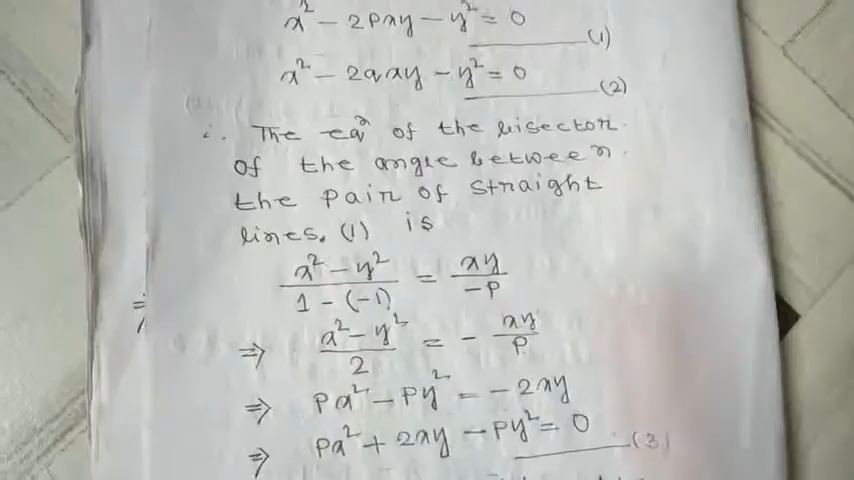 x² - 2pxy - y² = 0 (1)
x² - 2qxy - y² = 0 (2)
∴ The eqⁿ of the bisector
of the angle between
the pair of straight
lines. (1) is
(x² - y²)/(1 - (-1)) = xy/(-p)
⇒ (x² - y²)/2 = - xy/p
⇒ px² - py² = - 2xy
⇒ px² + 2xy - py² = 0 (3)